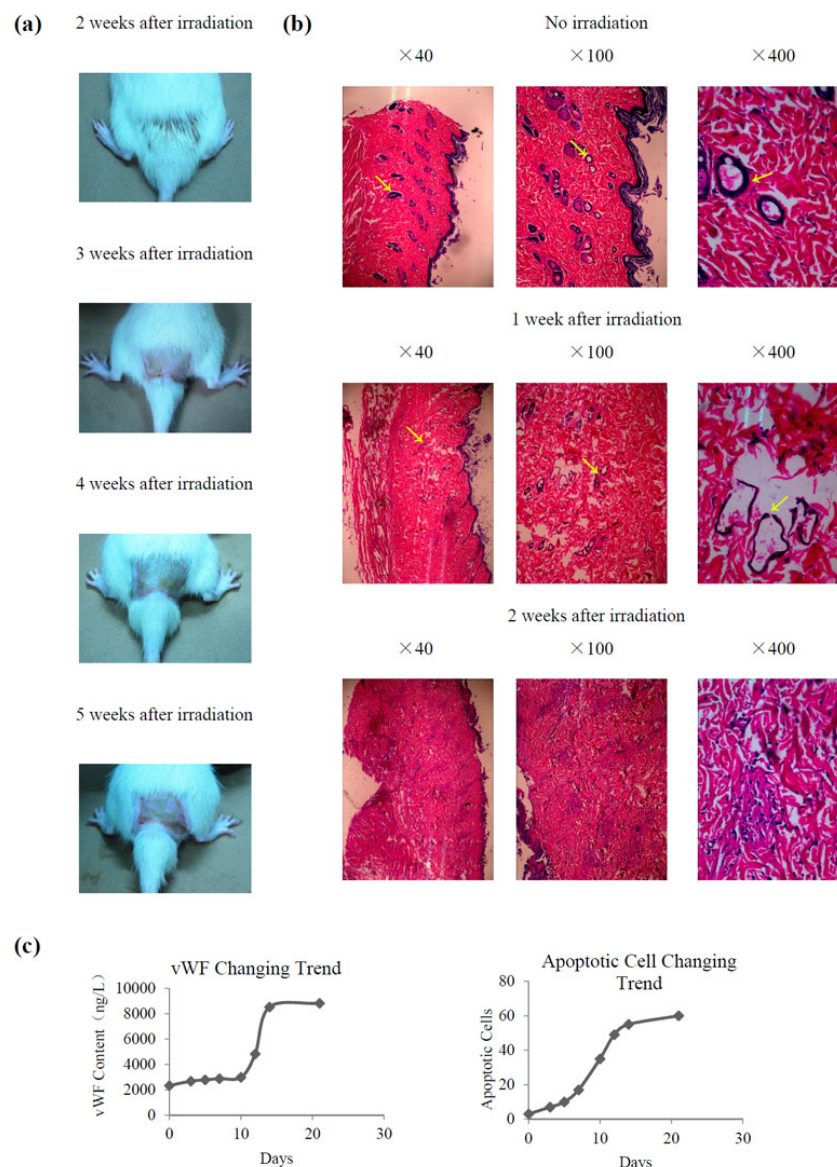 (a)
2 weeks after irradiation
3 weeks after irradiation
4 weeks after irradiation
5 weeks after irradiation
(b)
No irradiation
×40 ×100 ×400
1 week after irradiation
×40 ×100 ×400
2 weeks after irradiation
×40 ×100 ×400
(c)
vWF Changing Trend
vWF Content（ng/L）
10000
8000
6000
4000
2000
0
0 10 20 30
Days
Apoptotic Cell Changing
Trend
Apoptotic Cells
80
60
40
20
0
0 10 20 30
Days